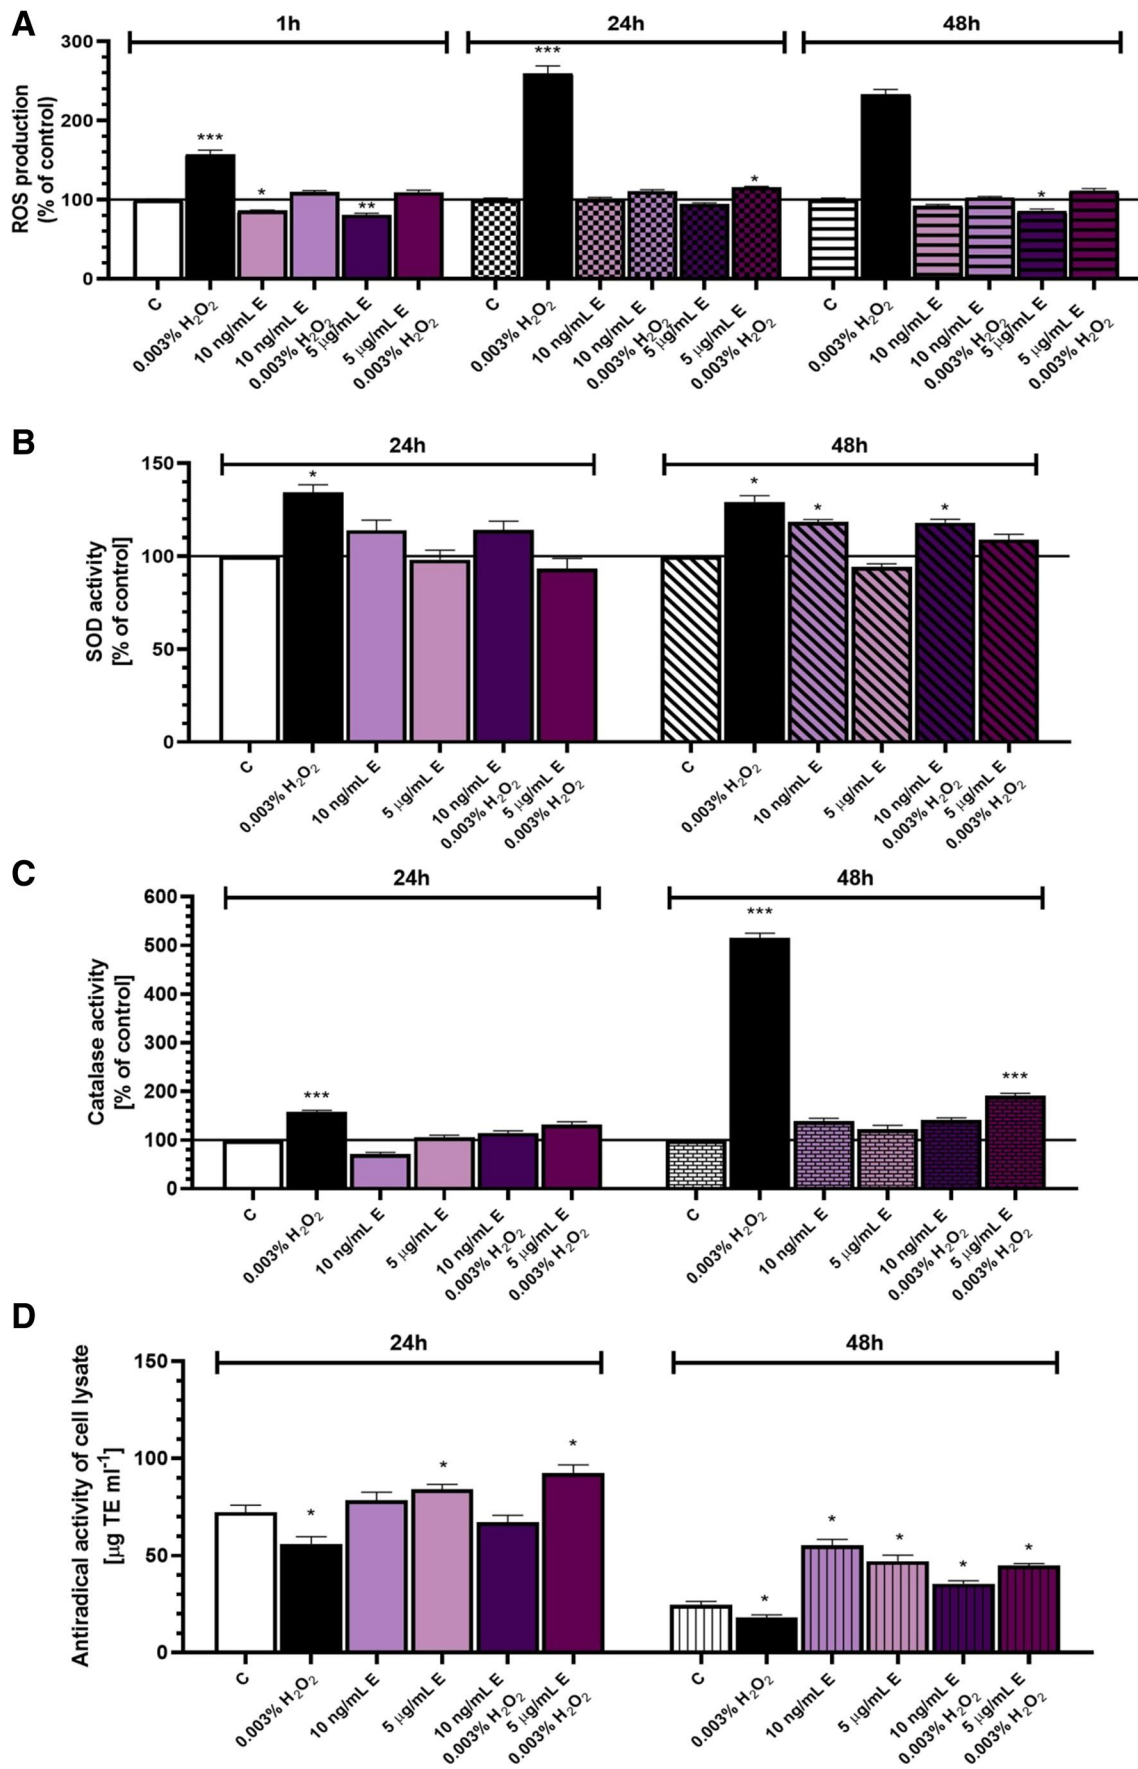 A
1h
24h
48h
ROS production
(% of control)
300
200
100
0
***
*
**
***
*
*
C
0.003% H₂O₂
10 ng/mL E
10 ng/mL E
0.003% H₂O₂
5 μg/mL E
5 μg/mL E
0.003% H₂O₂
C
0.003% H₂O₂
10 ng/mL E
10 ng/mL E
0.003% H₂O₂
5 μg/mL E
5 μg/mL E
0.003% H₂O₂
C
0.003% H₂O₂
10 ng/mL E
10 ng/mL E
0.003% H₂O₂
5 μg/mL E
5 μg/mL E
0.003% H₂O₂
B
24h
48h
SOD activity
[% of control]
150
100
50
0
*
*
*
*
C
0.003% H₂O₂
10 ng/mL E
5 μg/mL E
10 ng/mL E
0.003% H₂O₂
5 μg/mL E
0.003% H₂O₂
C
0.003% H₂O₂
10 ng/mL E
5 μg/mL E
10 ng/mL E
0.003% H₂O₂
5 μg/mL E
0.003% H₂O₂
C
24h
48h
Catalase activity
[% of control]
600
500
400
300
200
100
0
***
***
***
C
0.003% H₂O₂
10 ng/mL E
5 μg/mL E
10 ng/mL E
0.003% H₂O₂
5 μg/mL E
0.003% H₂O₂
C
0.003% H₂O₂
10 ng/mL E
5 μg/mL E
10 ng/mL E
0.003% H₂O₂
5 μg/mL E
0.003% H₂O₂
D
24h
48h
Antiradical activity of cell lysate
[μg TE ml⁻¹]
150
100
50
0
*
*
*
*
*
*
*
*
C
0.003% H₂O₂
10 ng/mL E
5 μg/mL E
10 ng/mL E
0.003% H₂O₂
5 μg/mL E
0.003% H₂O₂
C
0.003% H₂O₂
10 ng/mL E
5 μg/mL E
10 ng/mL E
0.003% H₂O₂
5 μg/mL E
0.003% H₂O₂